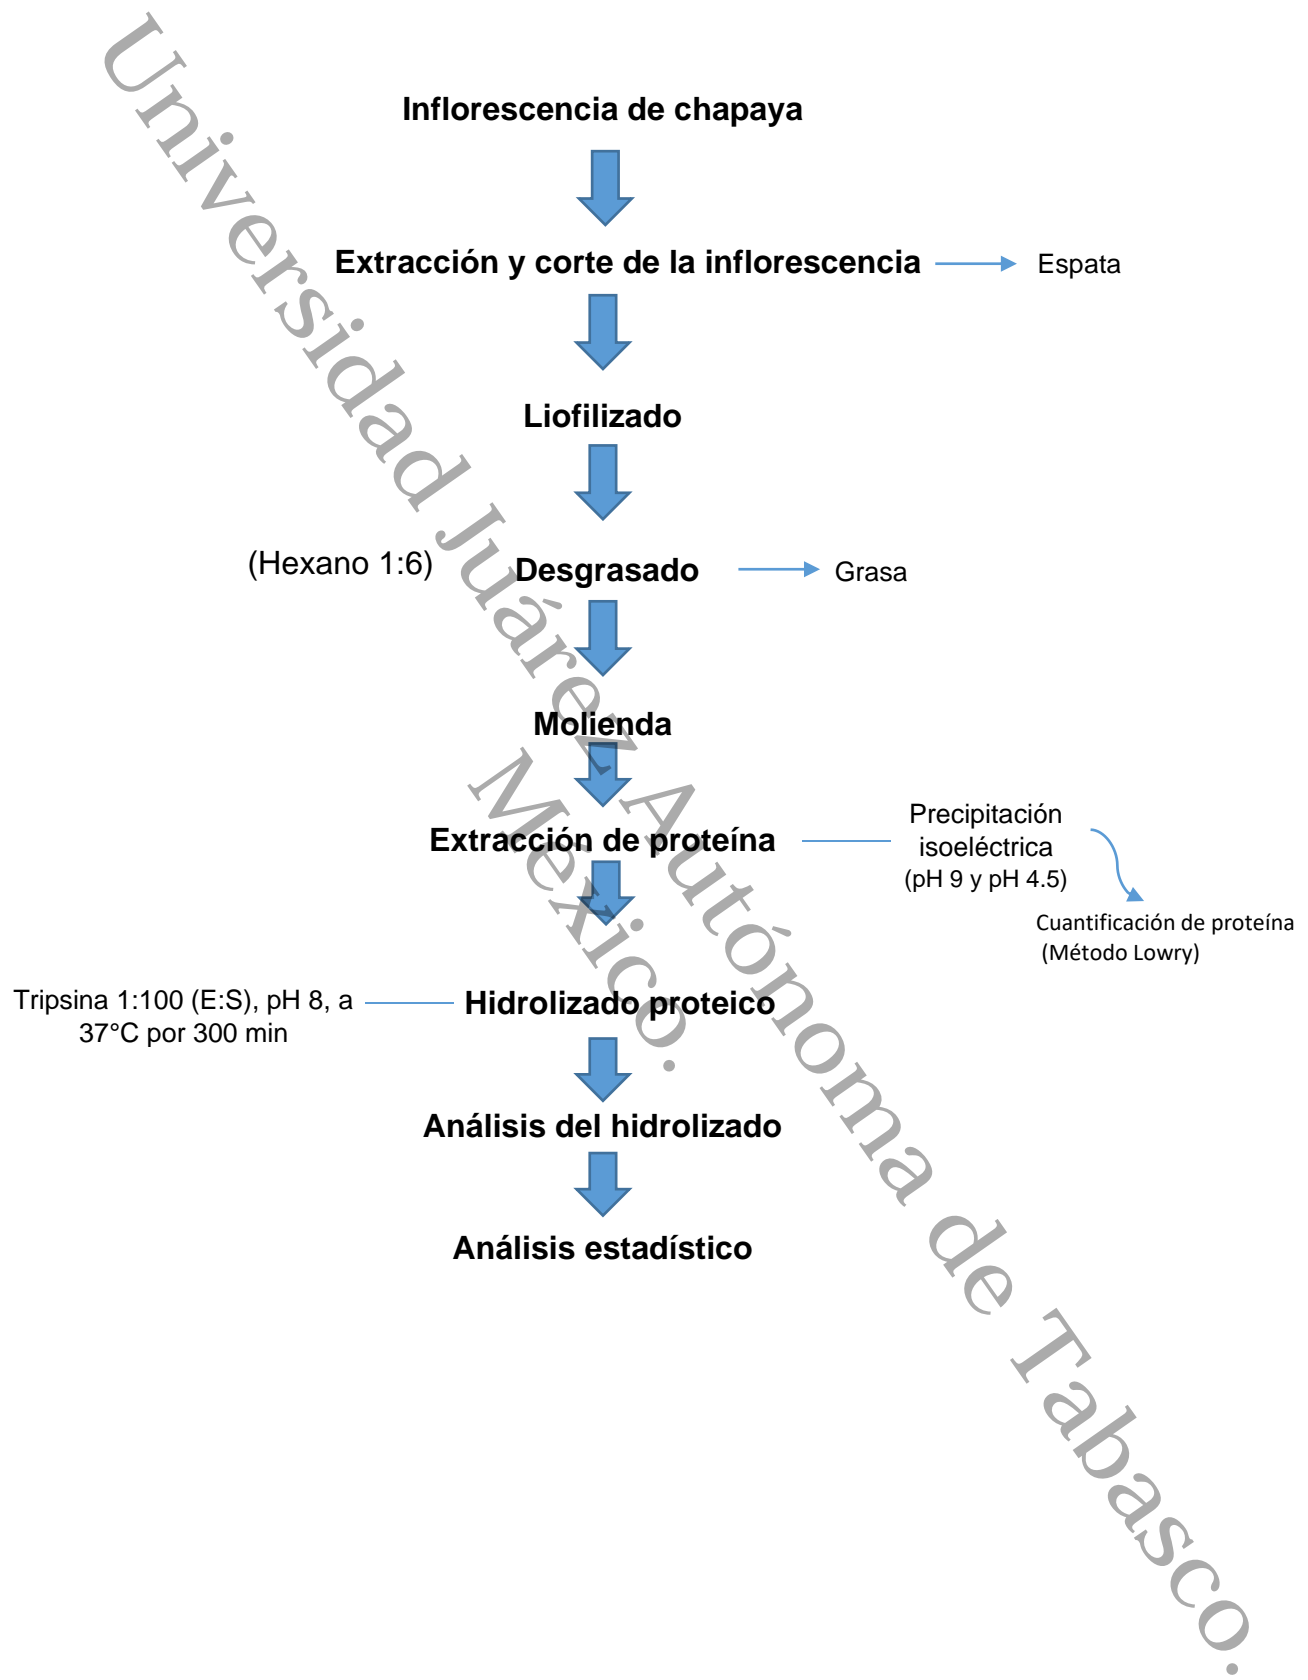 Inflorescencia de chapaya
Extracción y corte de la inflorescencia
Espata
Liofilizado
(Hexano 1:6)
Desgrasado
Grasa
Molienda
Extracción de proteína
Precipitación
isoeléctrica
(pH 9 y pH 4.5)
Cuantificación de proteína
(Método Lowry)
Tripsina 1:100 (E:S), pH 8, a
37°C por 300 min
Hidrolizado proteico
Análisis del hidrolizado
Análisis estadístico
Universidad Juárez Autónoma de Tabasco.
México.